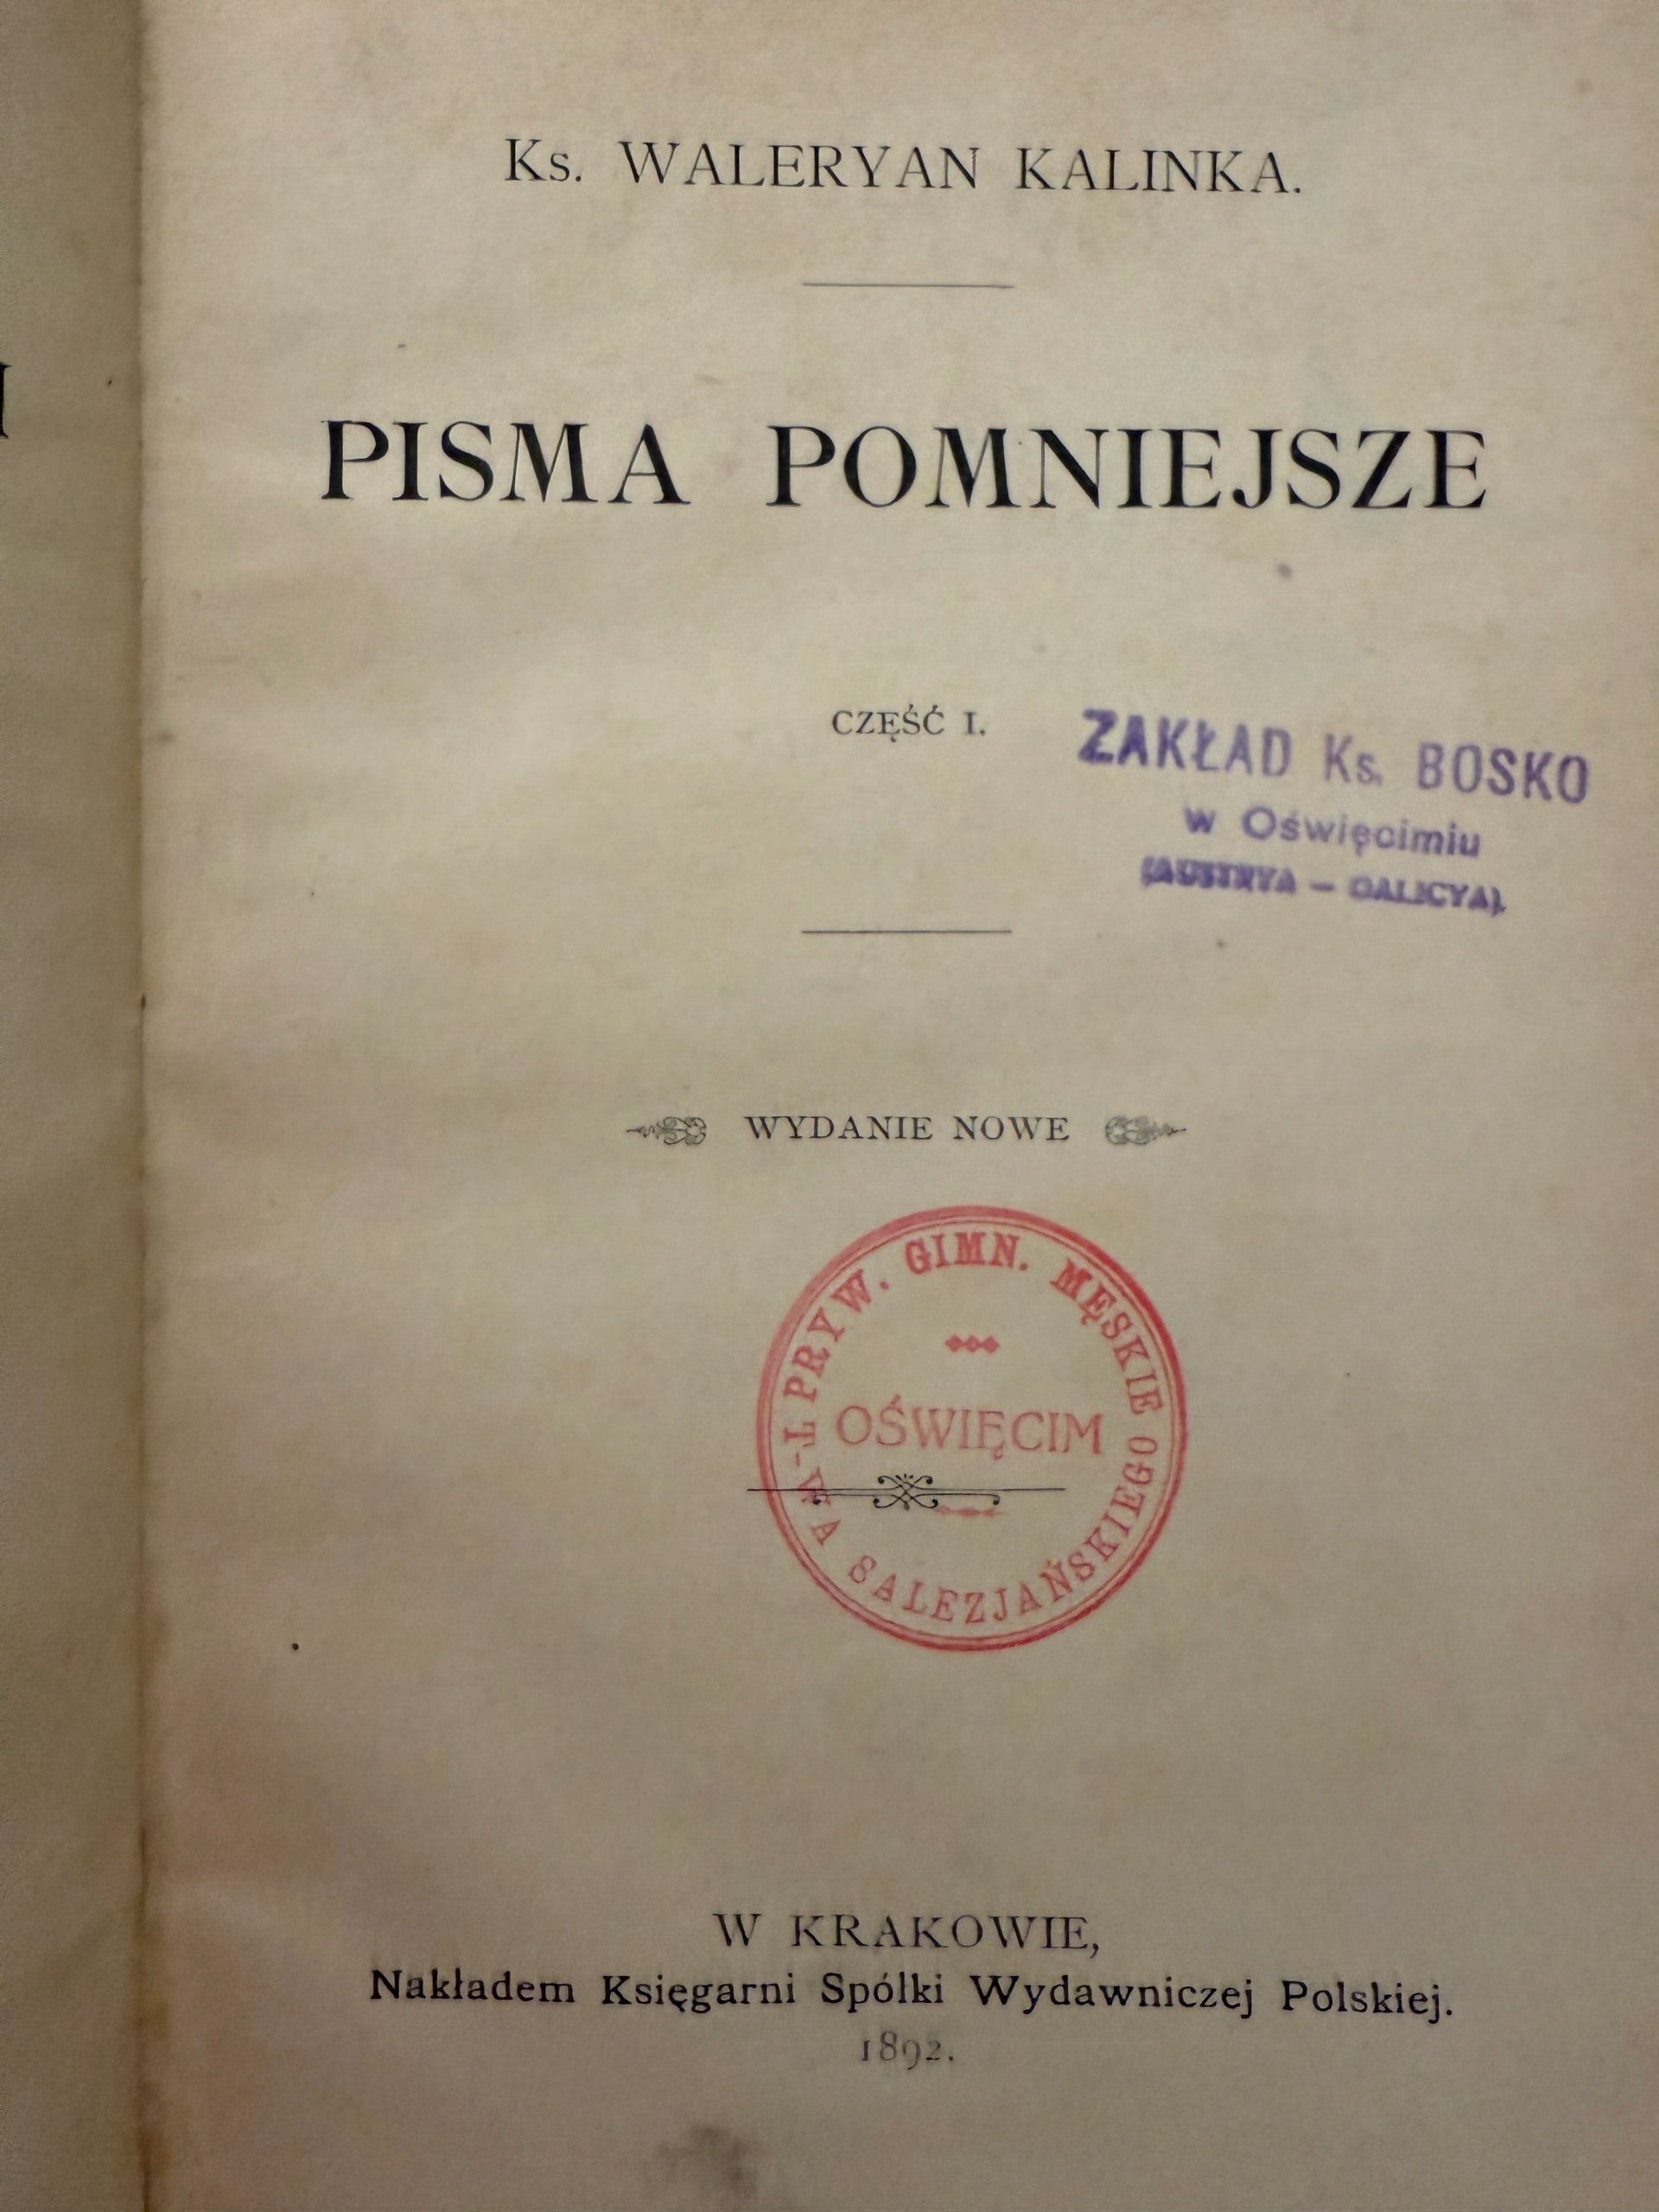 Ks. WALERYAN KALINKA.
PISMA POMNIEJSZE
CZĘŚĆ I.
ZAKŁAD Ks. BOSKO
w Oświęcimiu
(AUSTRYA — GALICYA).
WYDANIE NOWE
PRYW. GIMN. MĘSKIE
OŚWIĘCIM
T-WA SALEZJAŃSKIEGO
W KRAKOWIE,
Nakładem Księgarni Spółki Wydawniczej Polskiej.
1892.